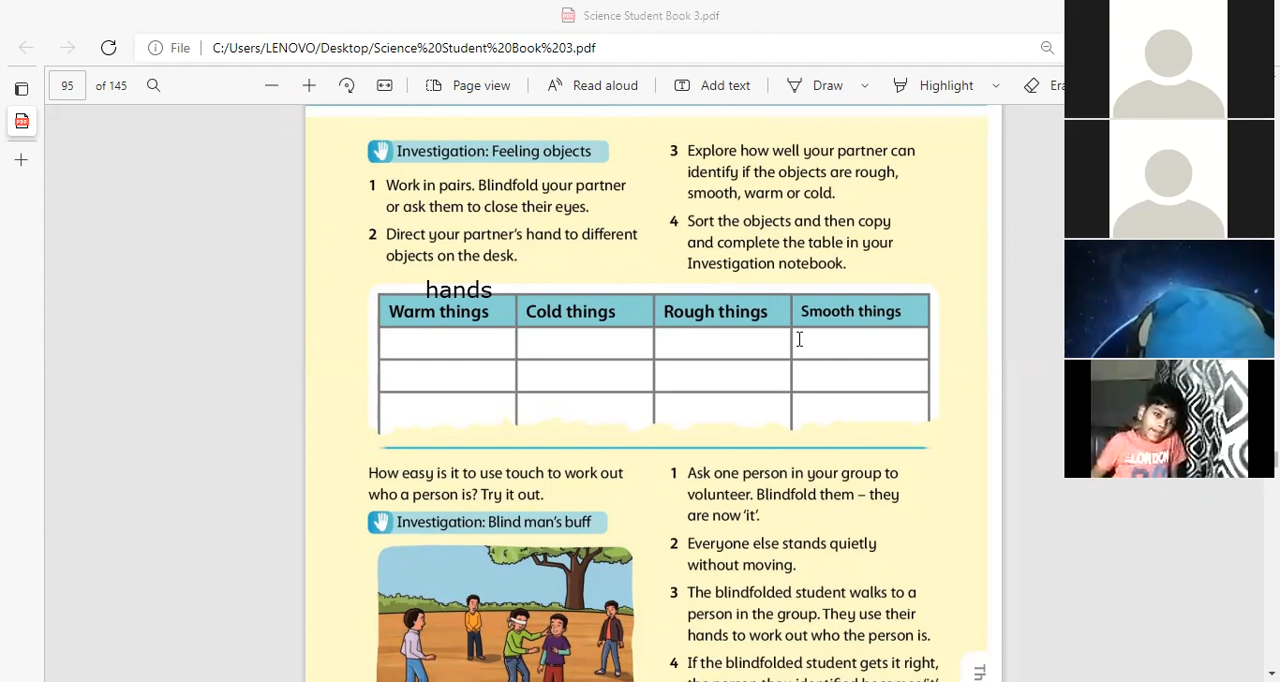 Science Student Book 3.pdf
File
C:/Users/LENOVO/Desktop/Science%20Student%20Book%203.pdf
95 of 145
Page view
Read aloud
Add text
Draw
Highlight
Investigation: Feeling objects
1 Work in pairs. Blindfold your partner
or ask them to close their eyes.
2 Direct your partner's hand to different
objects on the desk.
3 Explore how well your partner can
identify if the objects are rough,
smooth, warm or cold.
4 Sort the objects and then copy
and complete the table in your
Investigation notebook.
hands
Warm things Cold things Rough things Smooth things
How easy is it to use touch to work out
who a person is? Try it out.
Investigation: Blind man's buff
1 Ask one person in your group to
volunteer. Blindfold them – they
are now 'it'.
2 Everyone else stands quietly
without moving.
3 The blindfolded student walks to a
person in the group. They use their
hands to work out who the person is.
4 If the blindfolded student gets it right,
Th
LONDON